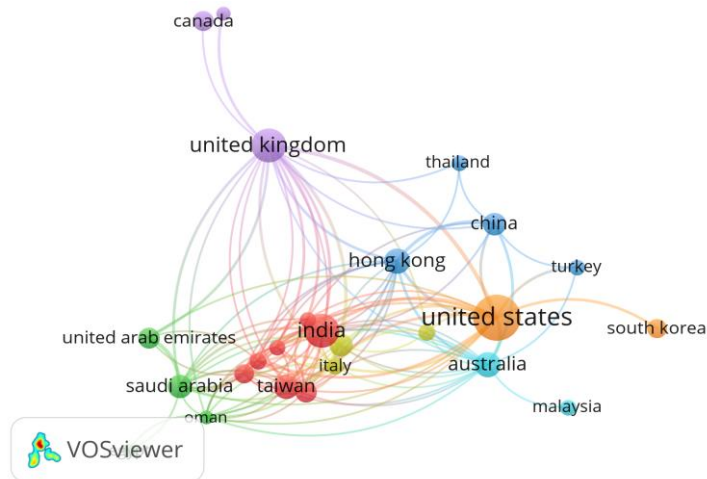 canada
united kingdom
thailand
china
hong kong
turkey
united states
india
south korea
united arab emirates
italy
australia
saudi arabia
taiwan
malaysia
oman
VOSviewer